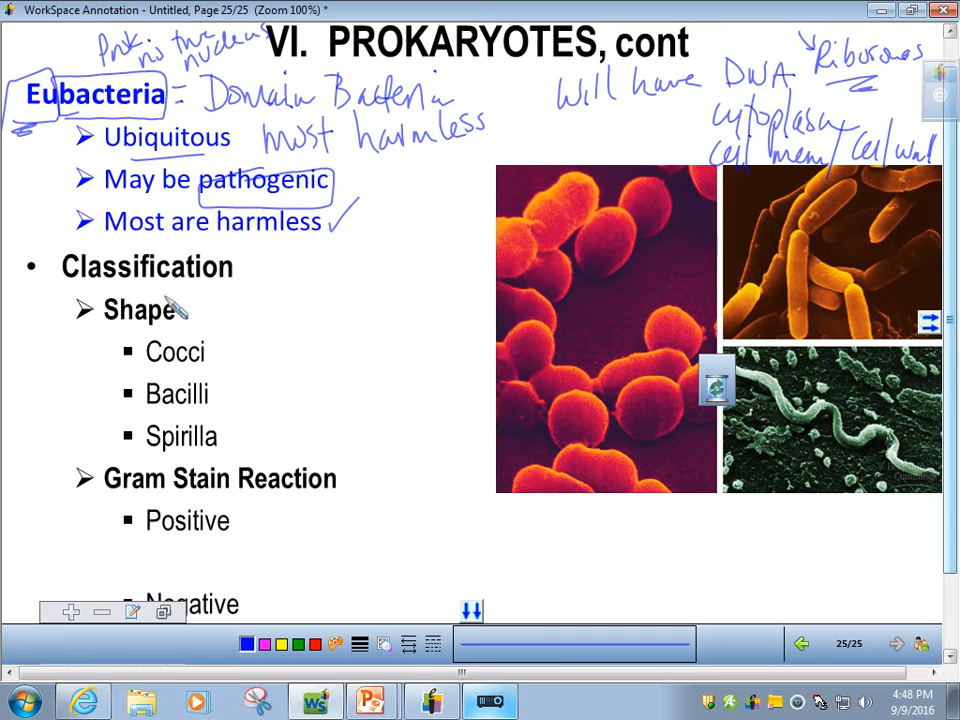 WorkSpace Annotation - Untitled, Page 25/25 (Zoom 100%) *
VI. PROKARYOTES, cont
Prok. no true nucleus
Eubacteria = Domain Bacteria
will have DNA Ribosomes
cytoplasm
cell mem/ cell wall
Ubiquitous most harmless
May be pathogenic
Most are harmless
Classification
Shape
Cocci
Bacilli
Spirilla
Gram Stain Reaction
Positive
Negative
25/25
4:48 PM
9/9/2016